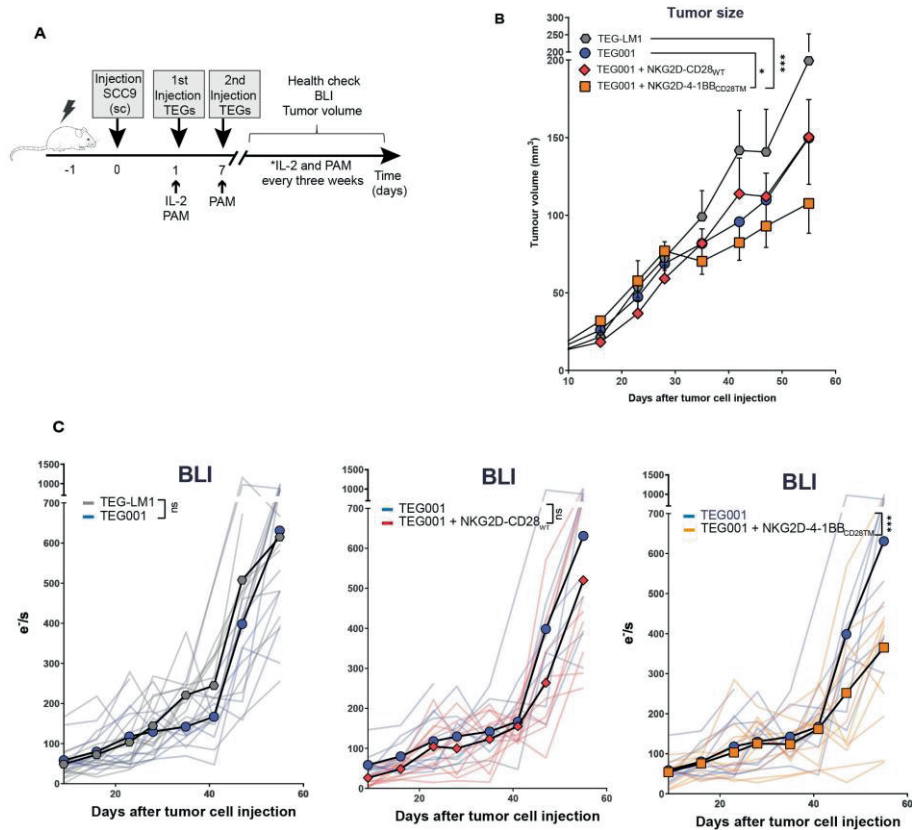 A
Injection
SCC9
(sc)
1st
Injection
TEGs
2nd
Injection
TEGs
Health check
BLI
Tumor volume
*IL-2 and PAM
every three weeks
Time
(days)
-1
0
1
7
IL-2
PAM
PAM
B
Tumor size
TEG-LM1
TEG001
TEG001 + NKG2D-CD28WT
TEG001 + NKG2D-4-1BBCD28TM
*
***
300
250
200
200
150
100
50
0
Tumour volume (mm³)
10
20
30
40
50
60
Days after tumor cell injection
C
BLI
TEG-LM1
TEG001
ns
1500
1000
700
600
500
400
300
200
100
0
e-/s
20
40
60
Days after tumor cell injection
BLI
TEG001
TEG001 + NKG2D-CD28WT
ns
1500
1000
700
600
500
400
300
200
100
0
20
40
60
Days after tumor cell injection
BLI
TEG001
TEG001 + NKG2D-4-1BBCD28TM
***
1500
1000
700
600
500
400
300
200
100
0
e-/s
20
40
60
Days after tumor cell injection